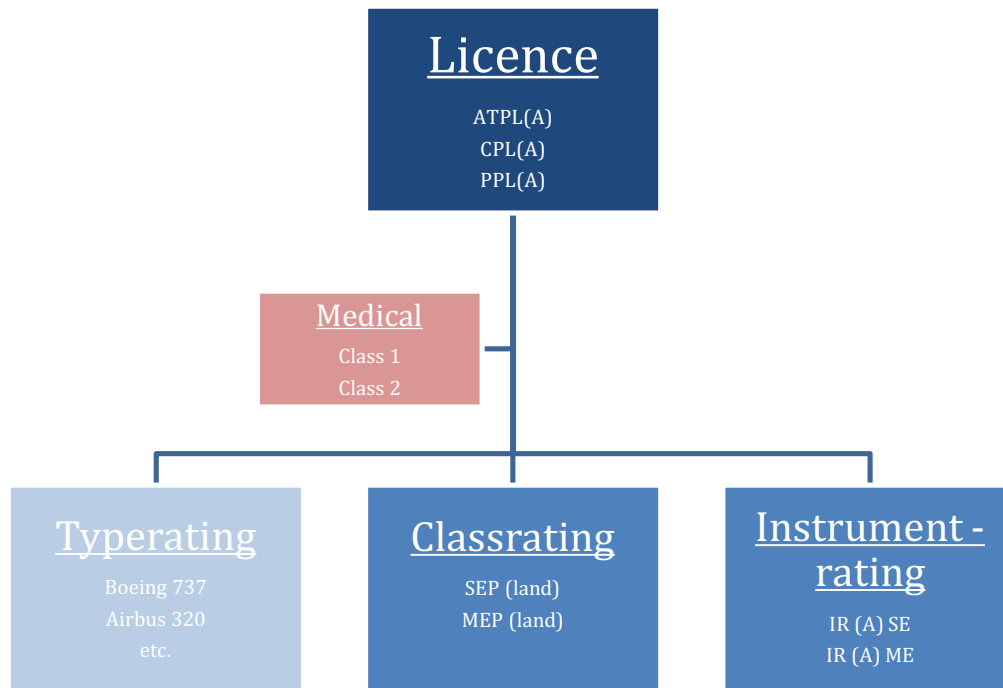 Licence
ATPL(A)
CPL(A)
PPL(A)
Medical
Class 1
Class 2
Typerating
Boeing 737
Airbus 320
etc.
Classrating
SEP (land)
MEP (land)
Instrument -
rating
IR (A) SE
IR (A) ME